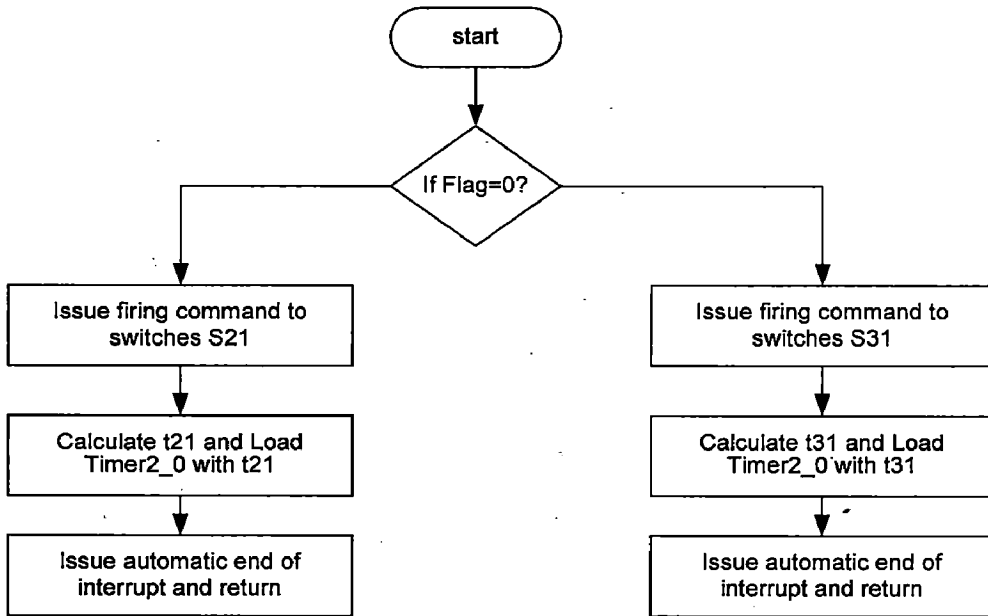 start
If Flag=0?
Issue firing command to
switches S21
Calculate t21 and Load
Timer2_0 with t21
Issue automatic end of
interrupt and return
Issue firing command to
switches S31
Calculate t31 and Load
Timer2_0 with t31
Issue automatic end of
interrupt and return